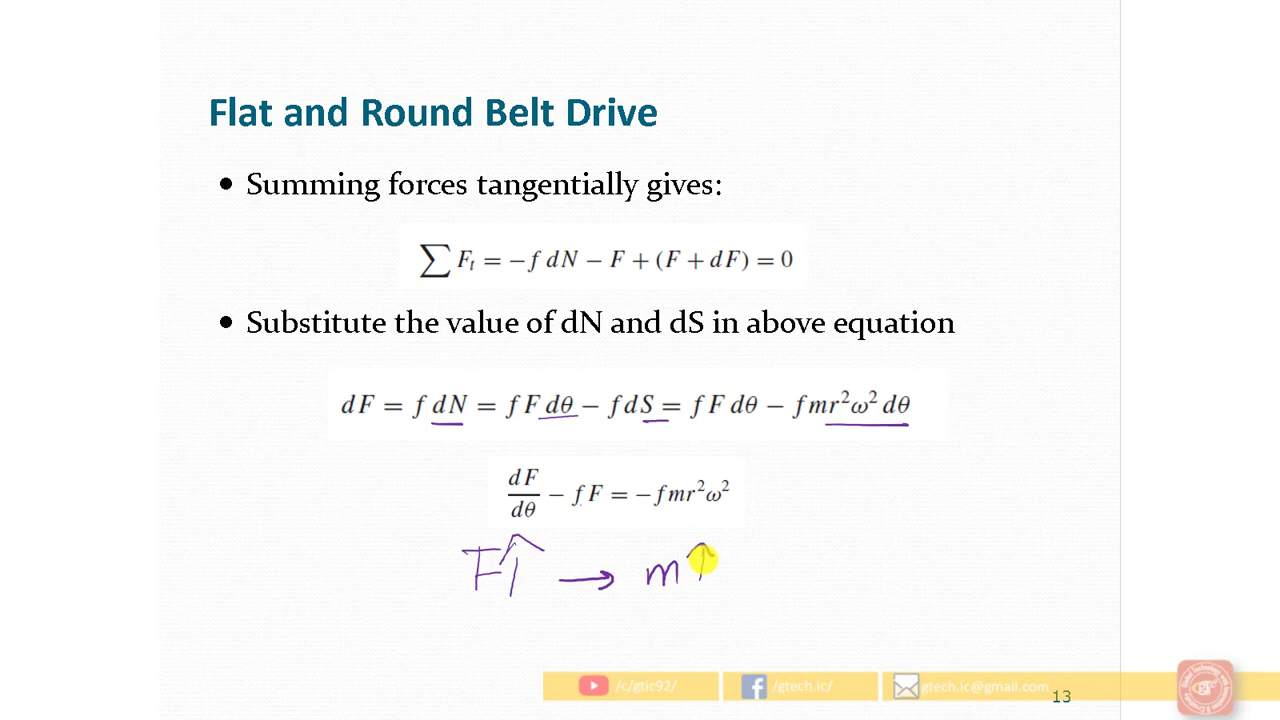 Flat and Round Belt Drive
• Summing forces tangentially gives:
∑ Fₜ = −f dN − F + (F + dF) = 0
• Substitute the value of dN and dS in above equation
dF = f dN = f F dθ − f dS = f F dθ − f mr²ω² dθ
dF/dθ − f F = −f mr²ω²
F↑ → m↑
/c/gtic92/ /gtech.ic/ gtech.ic@gmail.com 13